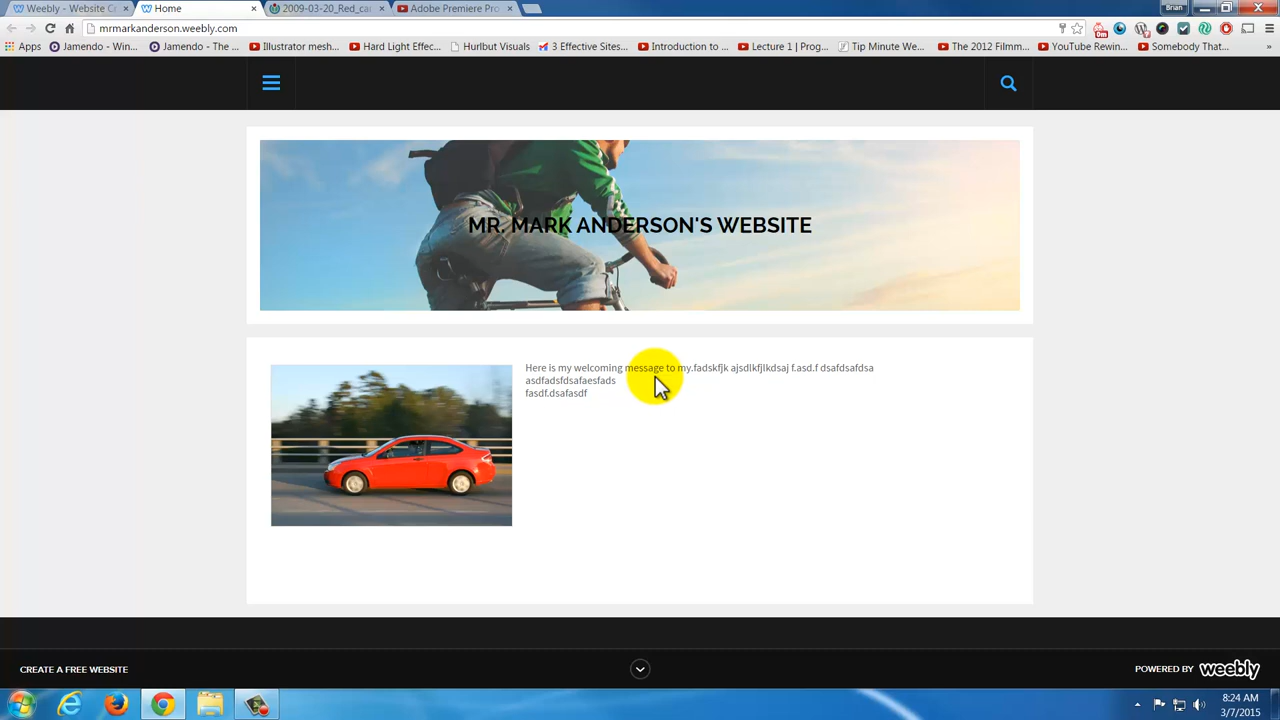 Weebly - Website Cr
Home
2009-03-20_Red_car
Adobe Premiere Pro
Brian
mrmarkanderson.weebly.com
Apps
Jamendo - Win...
Jamendo - The ...
Illustrator mesh...
Hard Light Effec...
Hurlbut Visuals
3 Effective Sites...
Introduction to ...
Lecture 1 | Prog...
Tip Minute We...
The 2012 Filmm...
YouTube Rewin...
Somebody That...
»
MR. MARK ANDERSON'S WEBSITE
Here is my welcoming message to my.fadskfjk ajsdlkfjlkdsaj f.asd.f dsafdsafdsa
asdfadsfdsafaesfads
fasdf.dsafasdf
CREATE A FREE WEBSITE
POWERED BY weebly
8:24 AM
3/7/2015